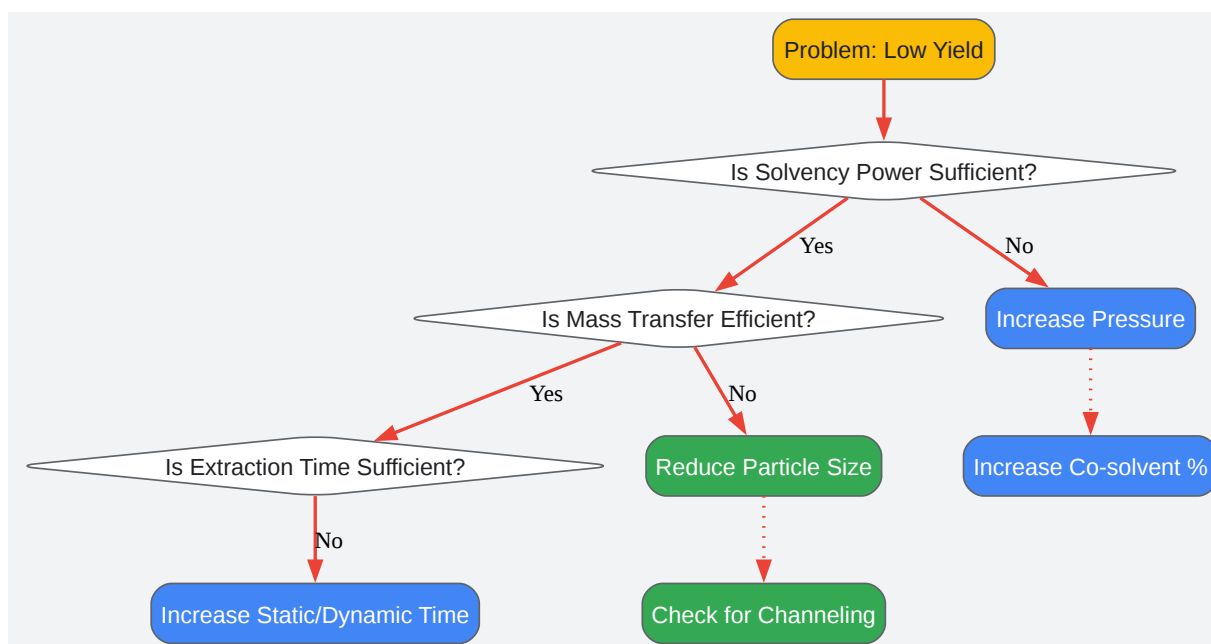 Problem: Low Yield
Is Solvency Power Sufficient?
Yes
No
Is Mass Transfer Efficient?
Increase Pressure
Yes
No
Is Extraction Time Sufficient?
Reduce Particle Size
Increase Co-solvent %
No
Increase Static/Dynamic Time
Check for Channeling